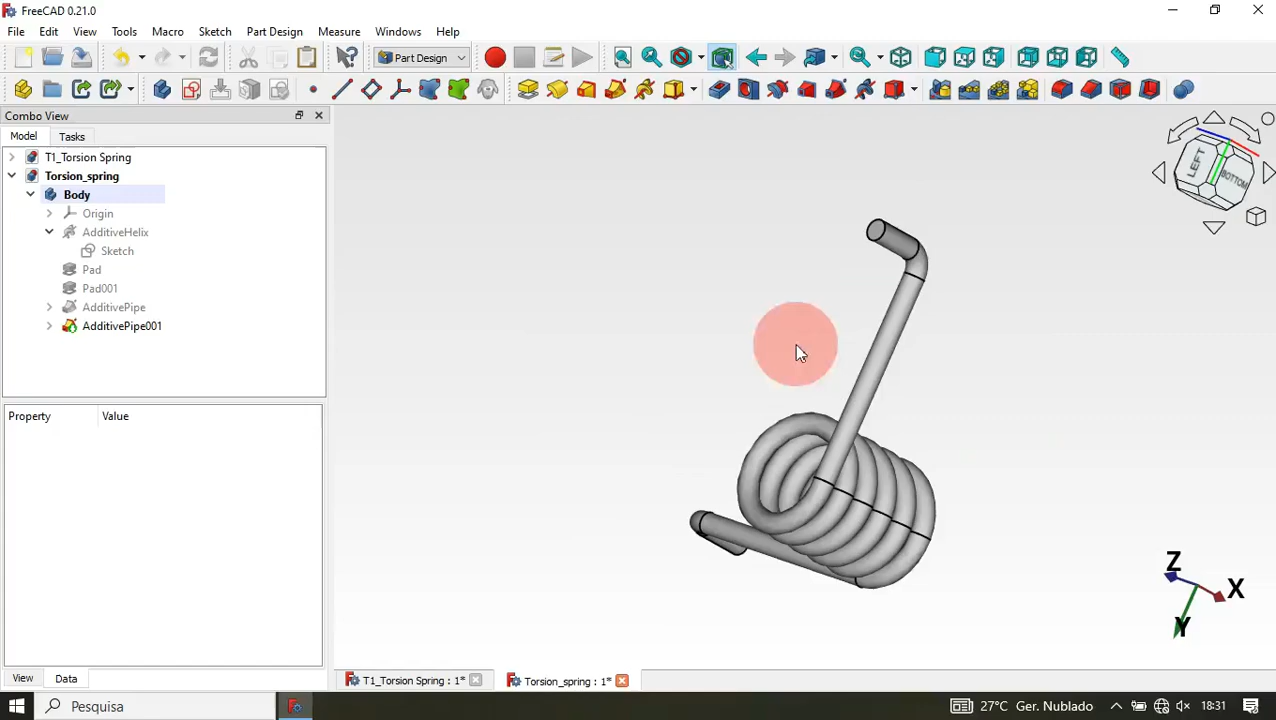 FreeCAD 0.21.0
File Edit View Tools Macro Sketch Part Design Measure Windows Help
Part Design
Combo View
Model Tasks
T1_Torsion Spring
Torsion_spring
Body
Origin
AdditiveHelix
Sketch
Pad
Pad001
AdditivePipe
AdditivePipe001
Property Value
LEFT
BOTTOM
Z
X
Y
View Data
T1_Torsion Spring : 1*
Torsion_spring : 1*
Pesquisa
27°C Ger. Nublado
18:31